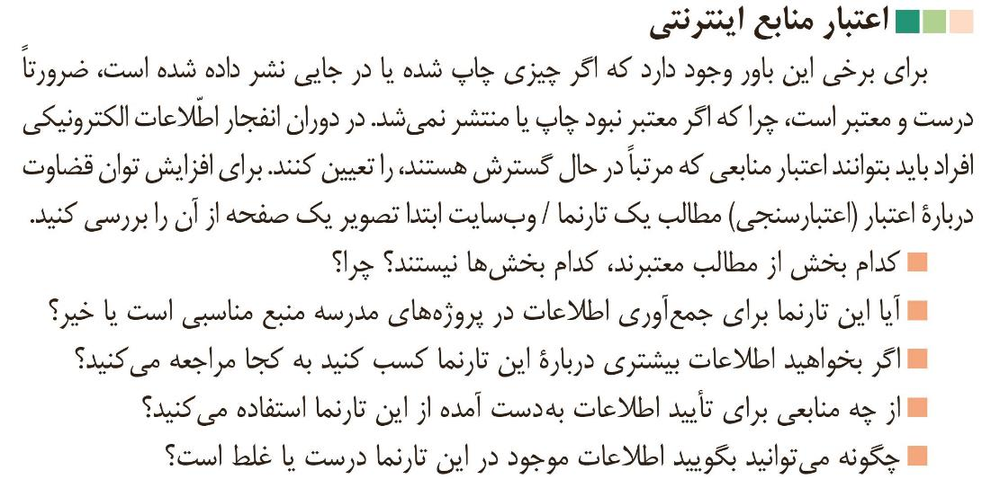 اعتبار منابع اینترنتی
برای برخی این باور وجود دارد که اگر چیزی چاپ شده یا در جایی نشر داده شده است، ضرورتاً
درست و معتبر است، چرا که اگر معتبر نبود چاپ یا منتشر نمی‌شد. در دوران انفجار اطّلاعات الکترونیکی
افراد باید بتوانند اعتبار منابعی که مرتباً در حال گسترش هستند، را تعیین کنند. برای افزایش توان قضاوت
دربارهٔ اعتبار (اعتبارسنجی) مطالب یک تارنما / وب‌سایت ابتدا تصویر یک صفحه از آن را بررسی کنید.
کدام بخش از مطالب معتبرند، کدام بخش‌ها نیستند؟ چرا؟
آیا این تارنما برای جمع‌آوری اطلاعات در پروژه‌های مدرسه منبع مناسبی است یا خیر؟
اگر بخواهید اطلاعات بیشتری دربارهٔ این تارنما کسب کنید به کجا مراجعه می‌کنید؟
از چه منابعی برای تأیید اطلاعات به‌دست آمده از این تارنما استفاده می‌کنید؟
چگونه می‌توانید بگویید اطلاعات موجود در این تارنما درست یا غلط است؟